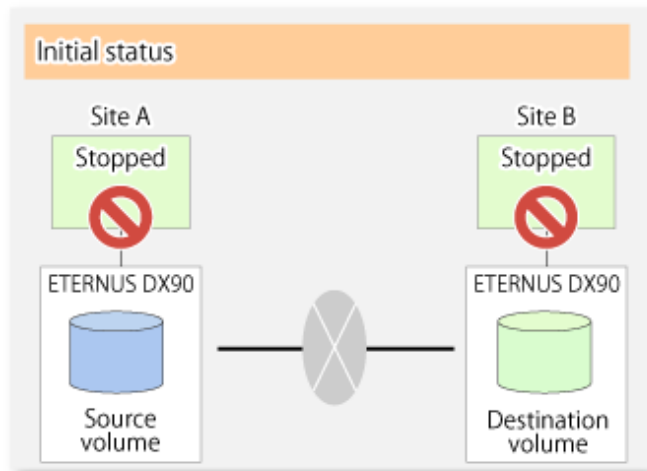 Initial status
Site A
Site B
Stopped
Stopped
ETERNUS DX90
ETERNUS DX90
Source
volume
Destination
volume